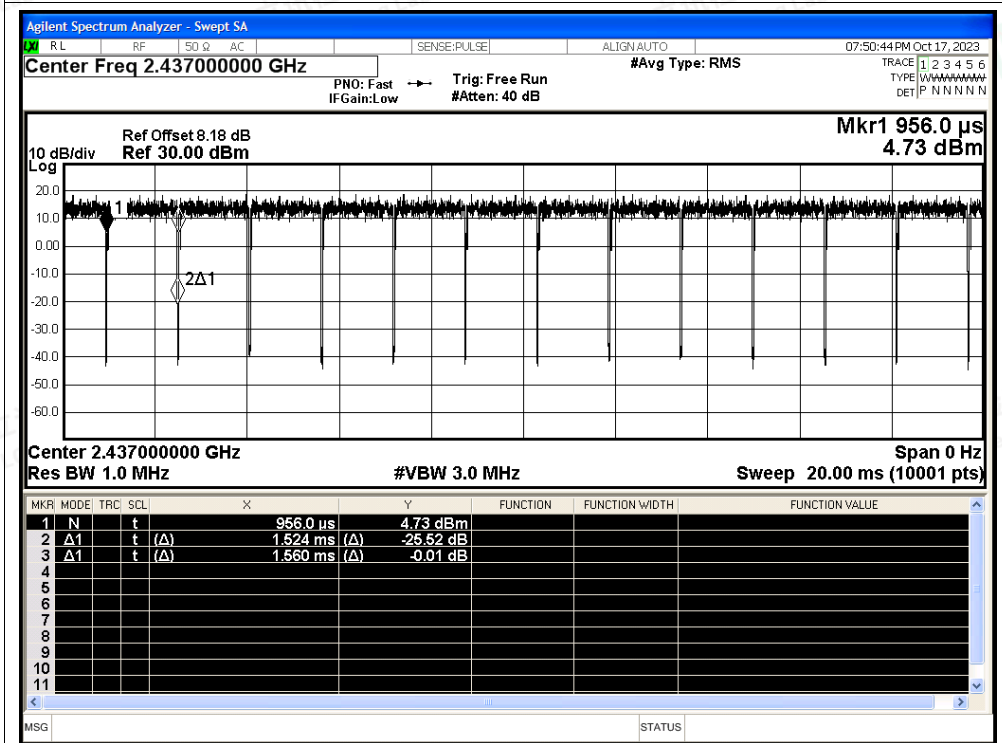 Agilent Spectrum Analyzer - Swept SA
LXI RL RF 50 Ω AC SENSE:PULSE ALIGN AUTO 07:50:44 PM Oct 17, 2023
Center Freq 2.437000000 GHz #Avg Type: RMS TRACE 1 2 3 4 5 6
PNO: Fast Trig: Free Run TYPE
IFGain:Low #Atten: 40 dB DET P N N N N N
Mkr1 956.0 µs
Ref Offset 8.18 dB
10 dB/div Ref 30.00 dBm 4.73 dBm
Log
20.0
1
10.0
0.00
-10.0
2Δ1
-20.0
-30.0
-40.0
-50.0
-60.0
Center 2.437000000 GHz Span 0 Hz
Res BW 1.0 MHz #VBW 3.0 MHz Sweep 20.00 ms (10001 pts)
MKR MODE TRC SCL X Y FUNCTION FUNCTION WIDTH FUNCTION VALUE
1 N t 956.0 µs 4.73 dBm
2 Δ1 t (Δ) 1.524 ms (Δ) -25.52 dB
3 Δ1 t (Δ) 1.560 ms (Δ) -0.01 dB
4
5
6
7
8
9
10
11
MSG STATUS